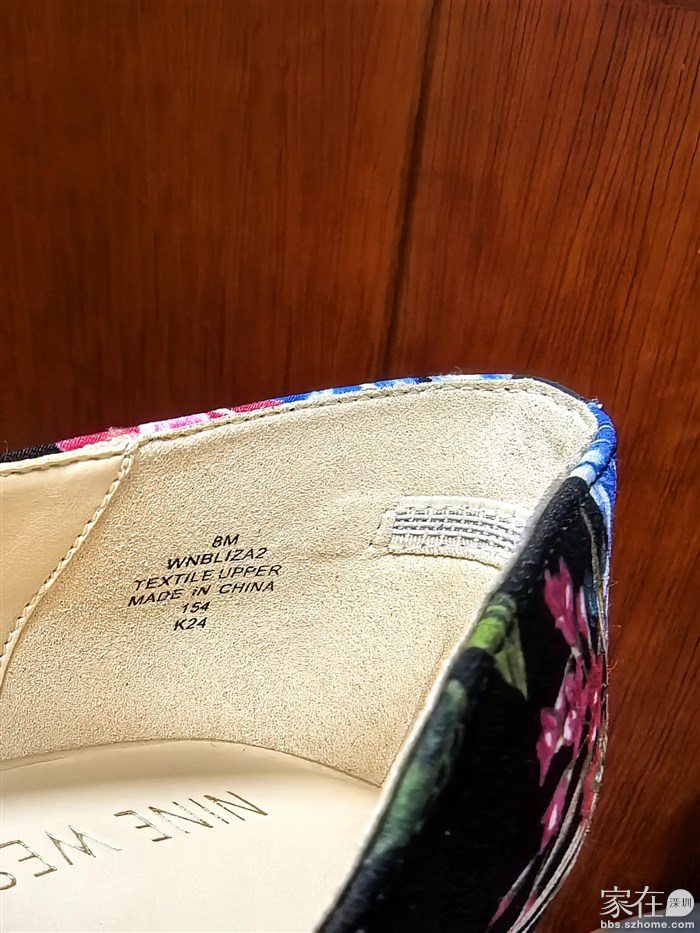 8M
WNBLIZA2
TEXTILE UPPER
MADE IN CHINA
154
K24
NINE WES
家在深圳
bbs.szhome.com